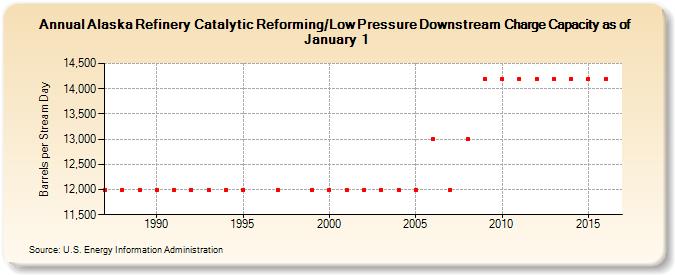 Annual Alaska Refinery Catalytic Reforming/Low Pressure Downstream Charge Capacity as of
January 1
Barrels per Stream Day
14,500
14,000
13,500
13,000
12,500
12,000
11,500
1990 1995 2000 2005 2010 2015
Source: U.S. Energy Information Administration